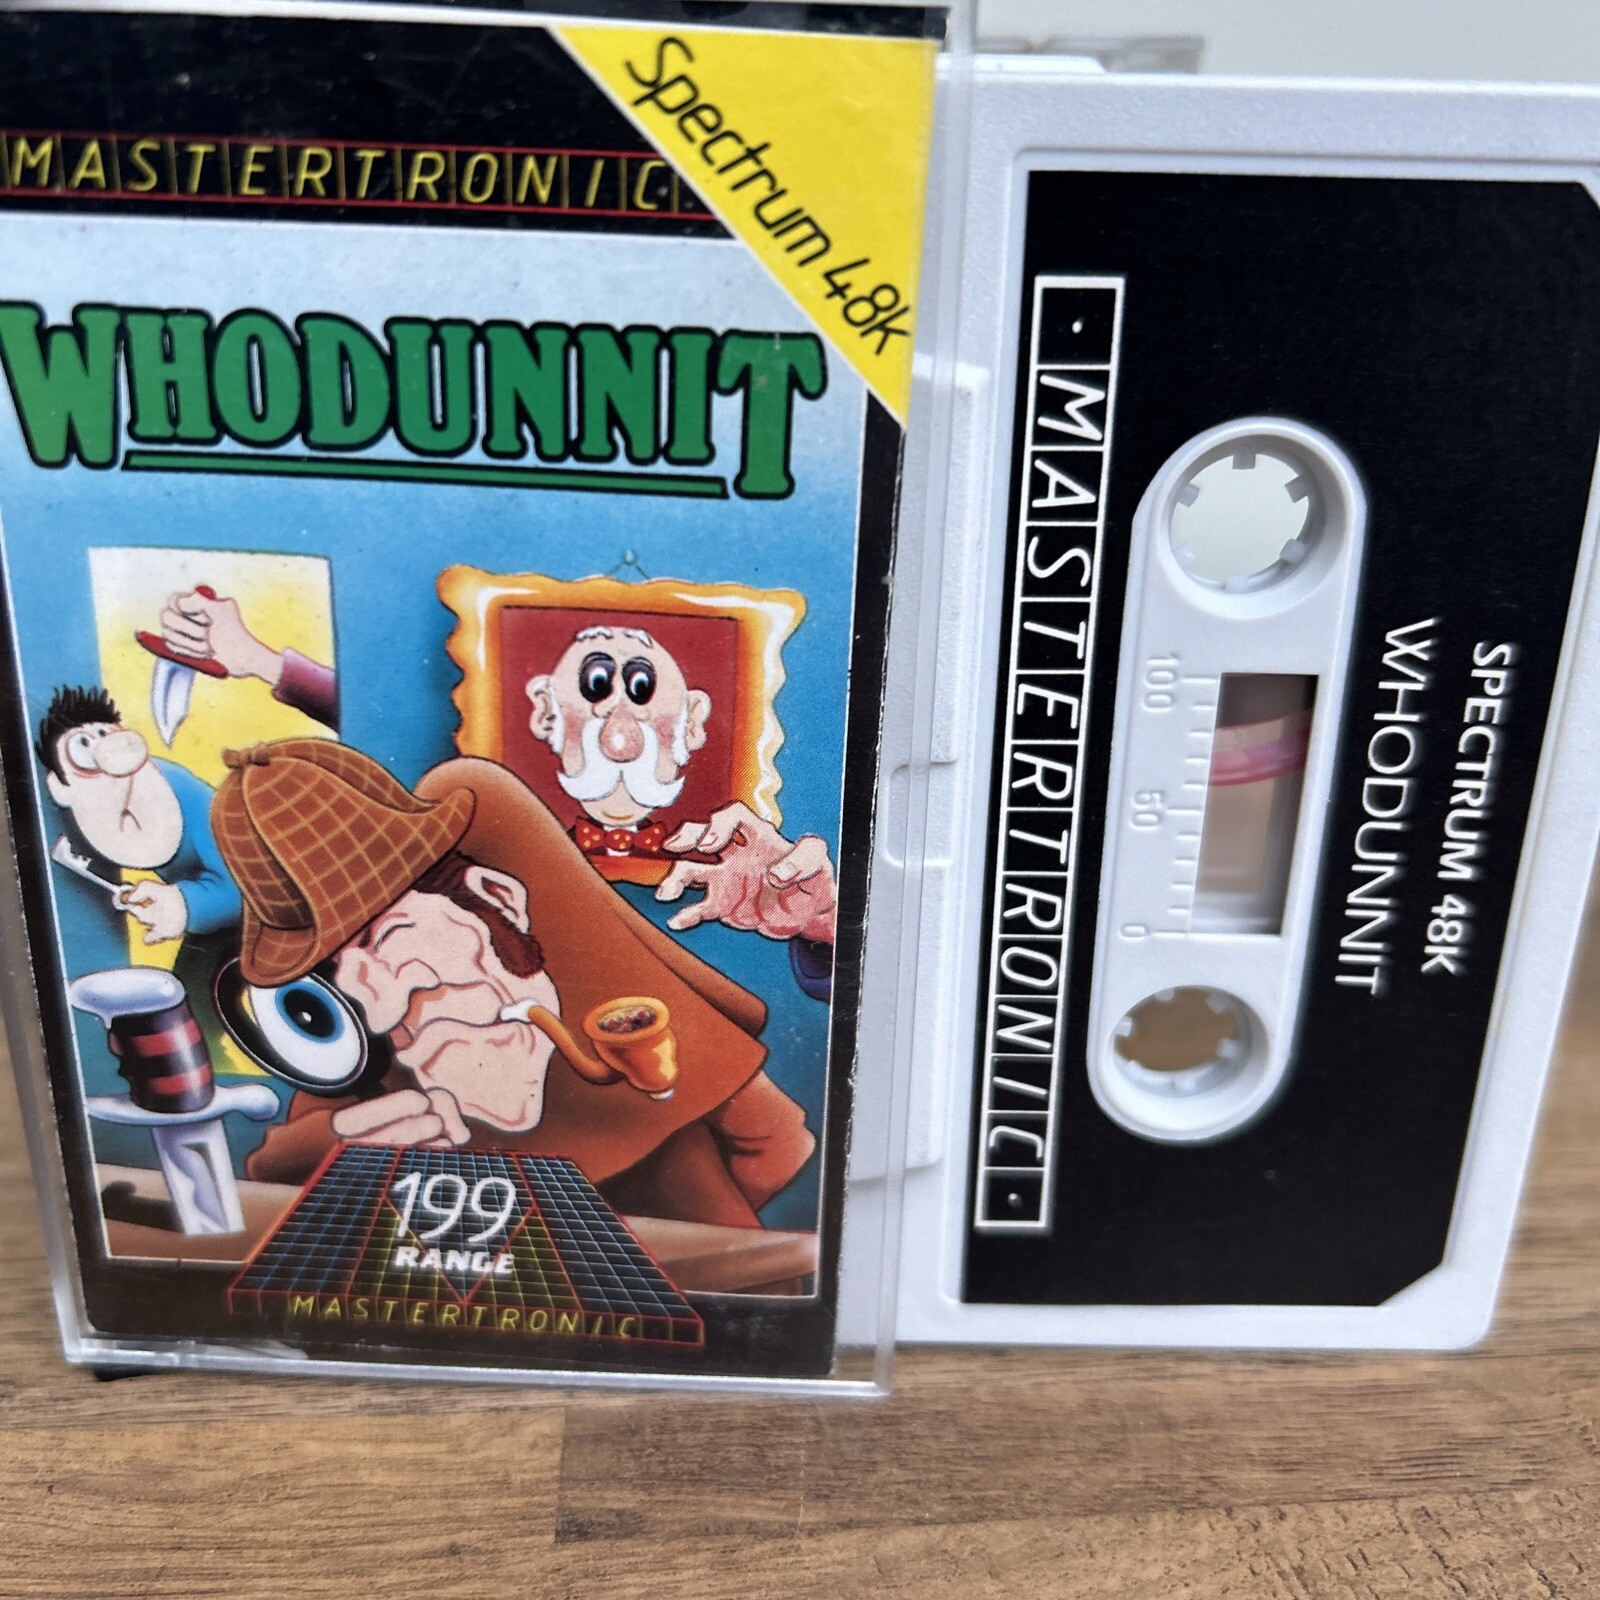 MASTERTRONIC
Spectrum 48K
WHODUNNIT
199
RANGE
MASTERTRONIC
MASTERTRONIC
100
50
0
SPECTRUM 48K
WHODUNNIT